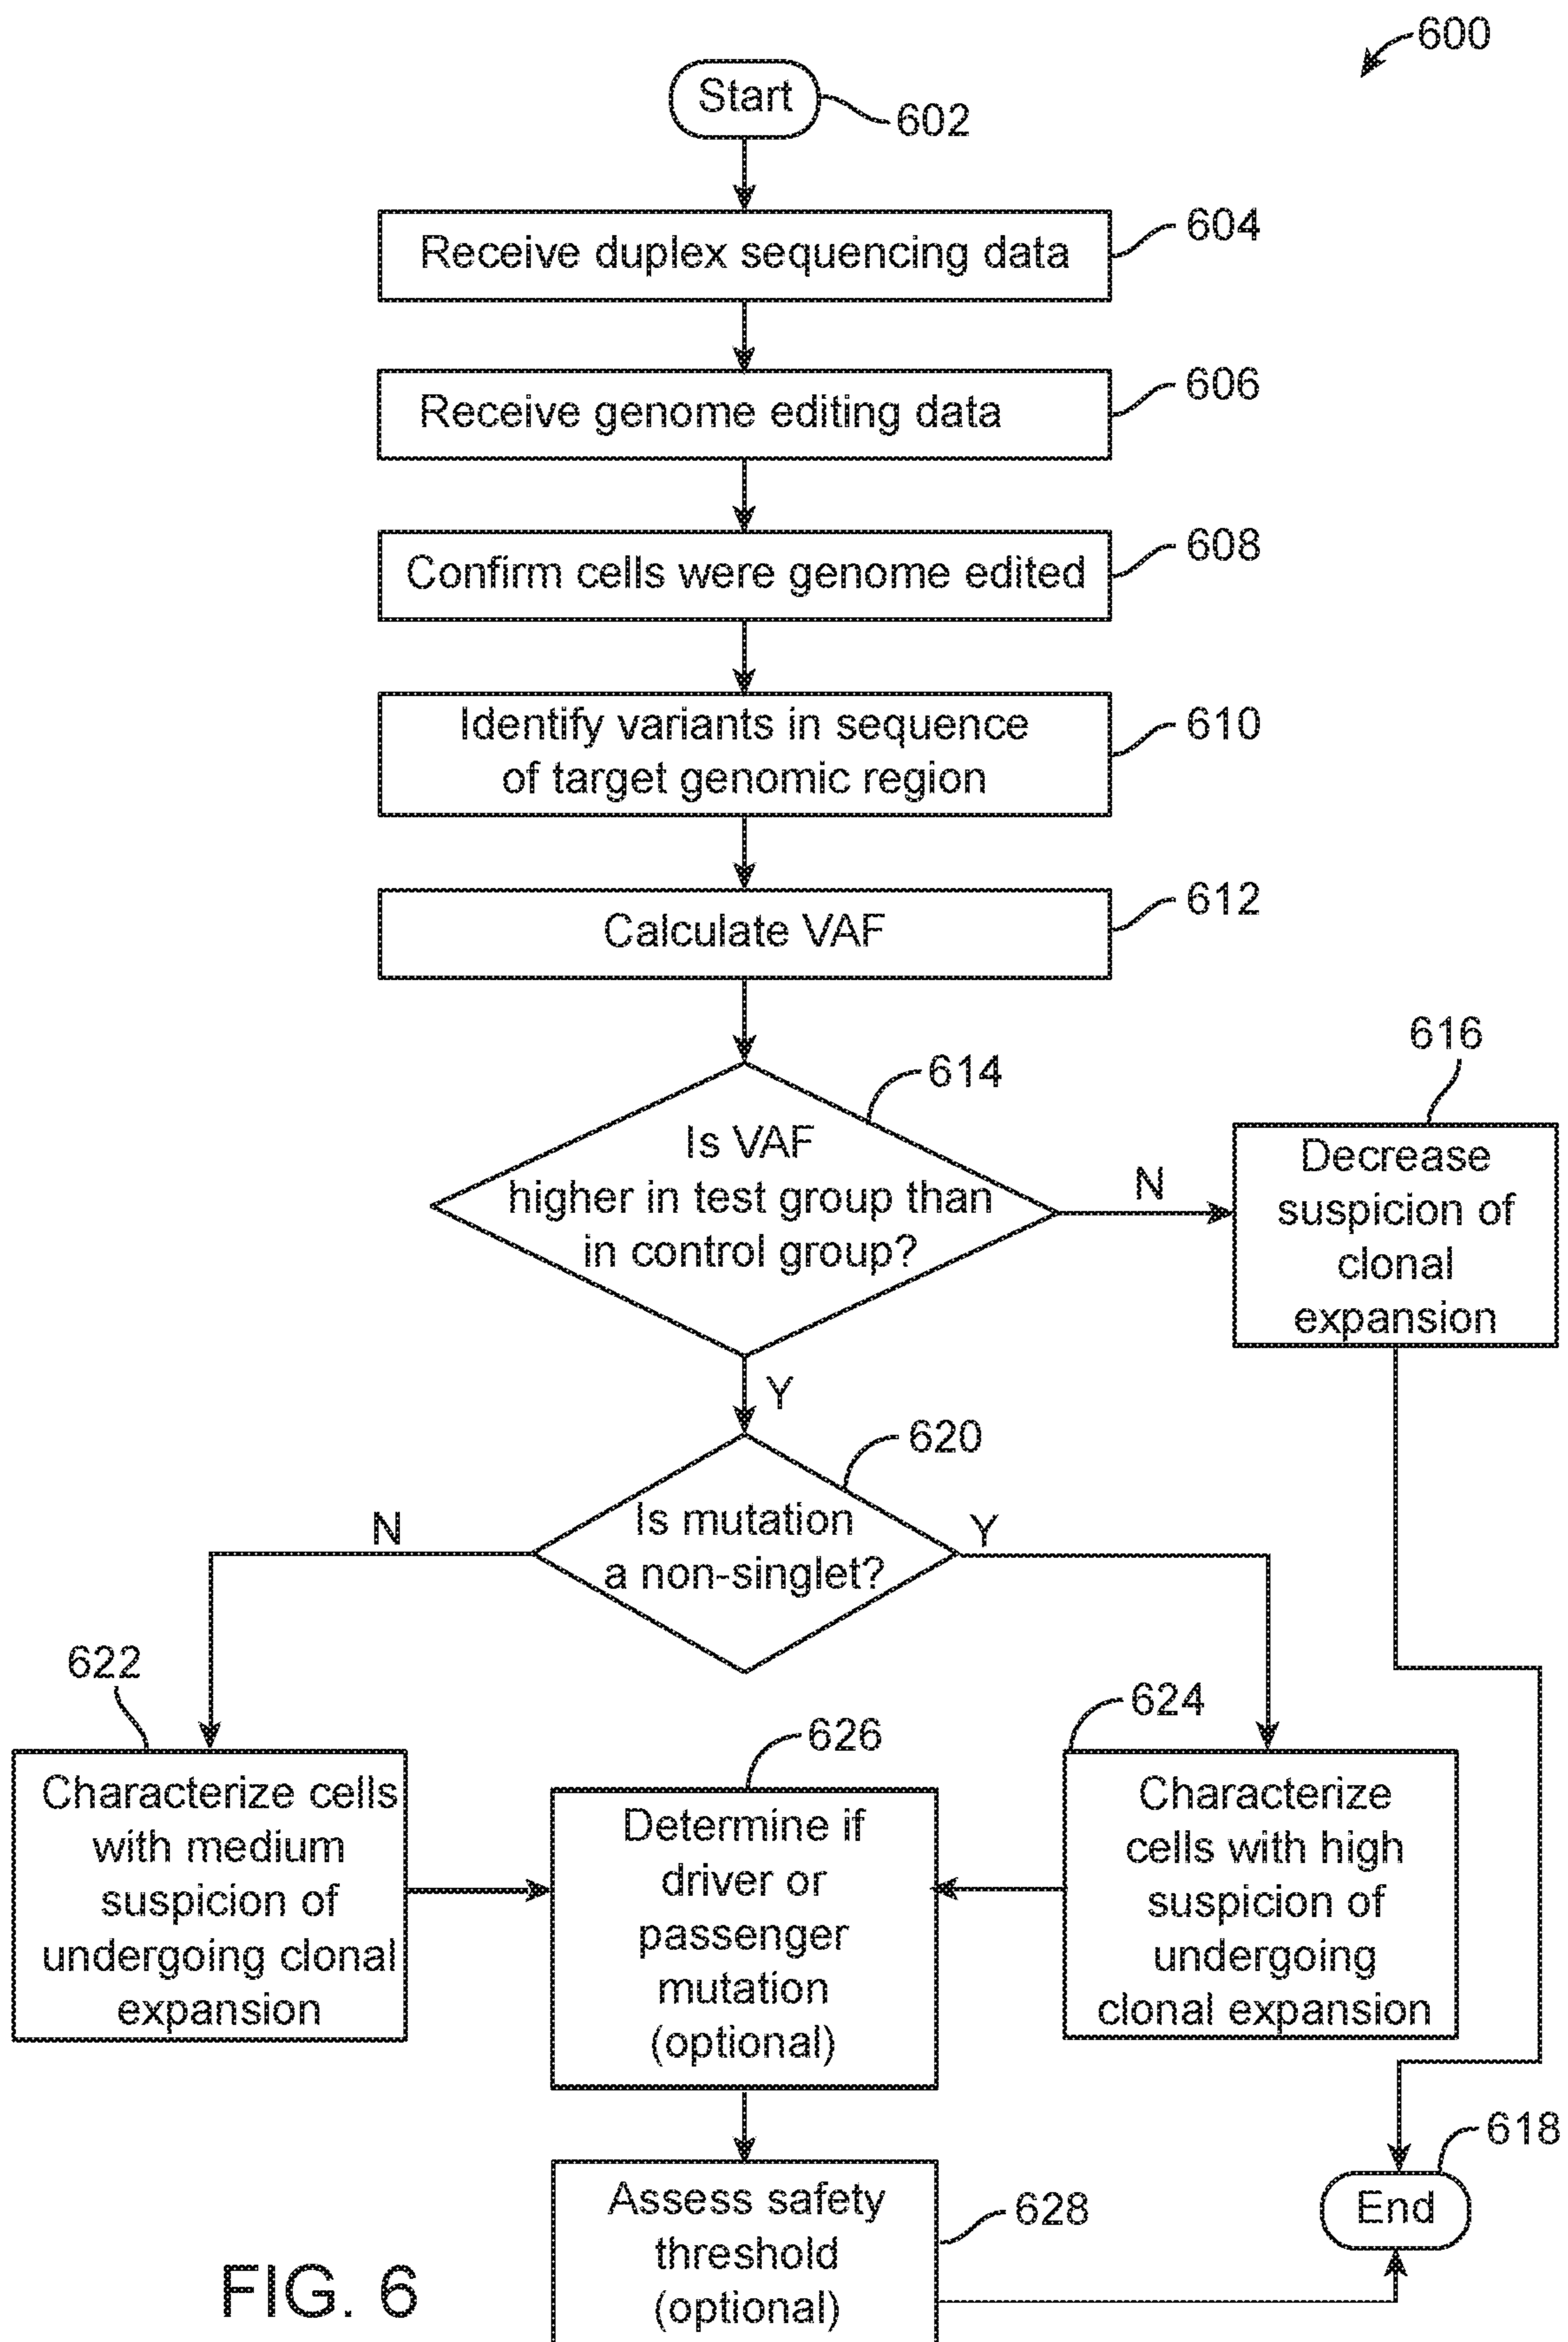 600
Start
602
Receive duplex sequencing data
604
Receive genome editing data
606
Confirm cells were genome edited
608
Identify variants in sequence
of target genomic region
610
Calculate VAF
612
614
Is VAF
higher in test group than
in control group?
N
616
Decrease
suspicion of
clonal
expansion
Y
620
Is mutation
a non-singlet?
N
Y
622
Characterize cells
with medium
suspicion of
undergoing clonal
expansion
626
Determine if
driver or
passenger
mutation
(optional)
624
Characterize
cells with high
suspicion of
undergoing
clonal expansion
618
End
Assess safety
threshold
(optional)
628
FIG. 6